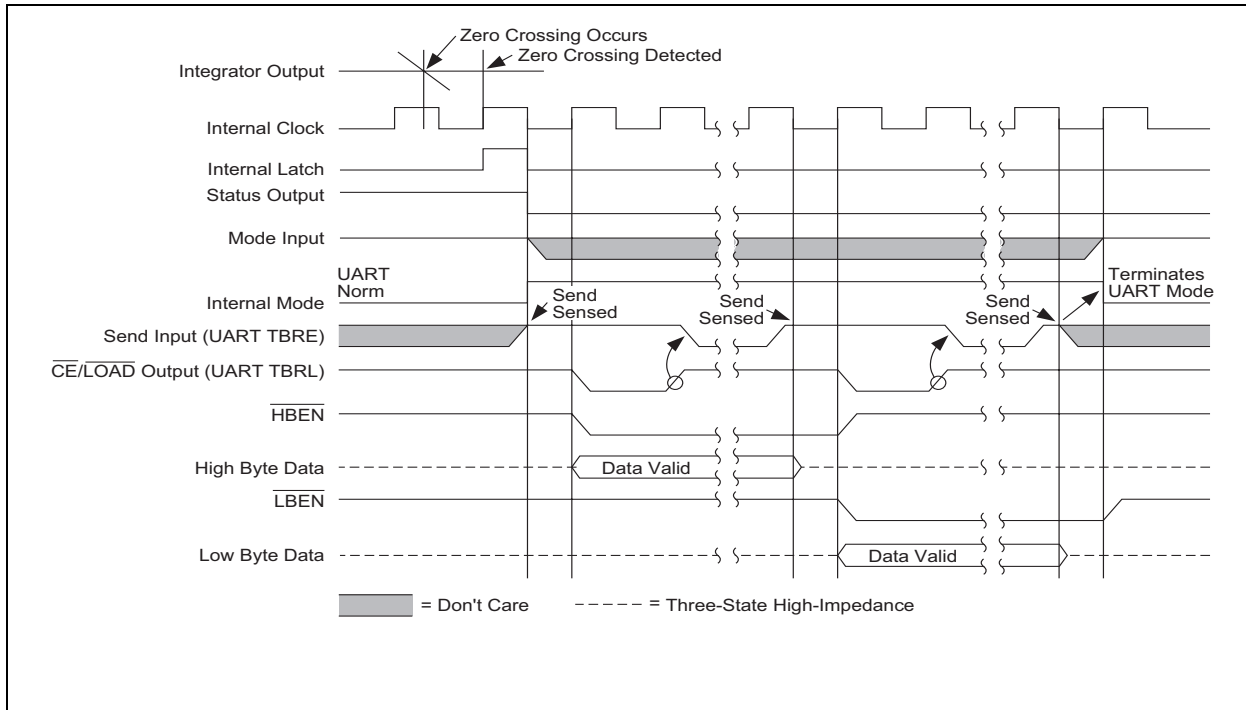 Zero Crossing Occurs
Zero Crossing Detected
Integrator Output
Internal Clock
Internal Latch
Status Output
Mode Input
UART
Norm
Internal Mode
Send
Sensed
Send
Sensed
Send
Sensed
Terminates
UART Mode
Send Input (UART TBRE)
CE/LOAD Output (UART TBRL)
HBEN
High Byte Data
Data Valid
LBEN
Low Byte Data
Data Valid
= Don't Care
= Three-State High-Impedance